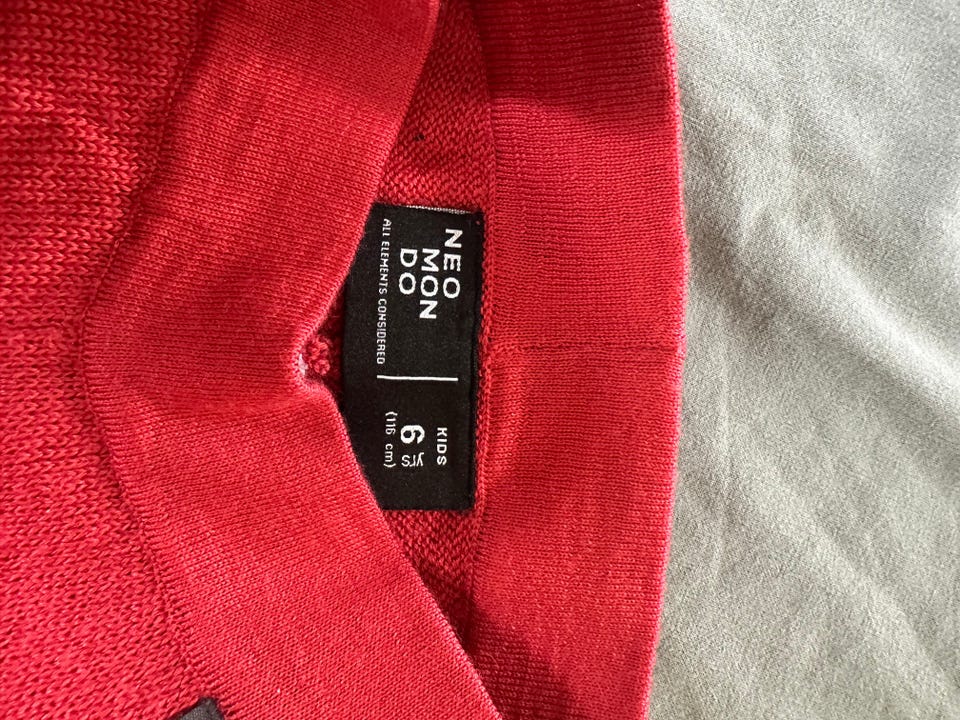 NEO
MON
DO
ALL ELEMENTS CONSIDERED
KIDS
6 yrs
(116 cm)